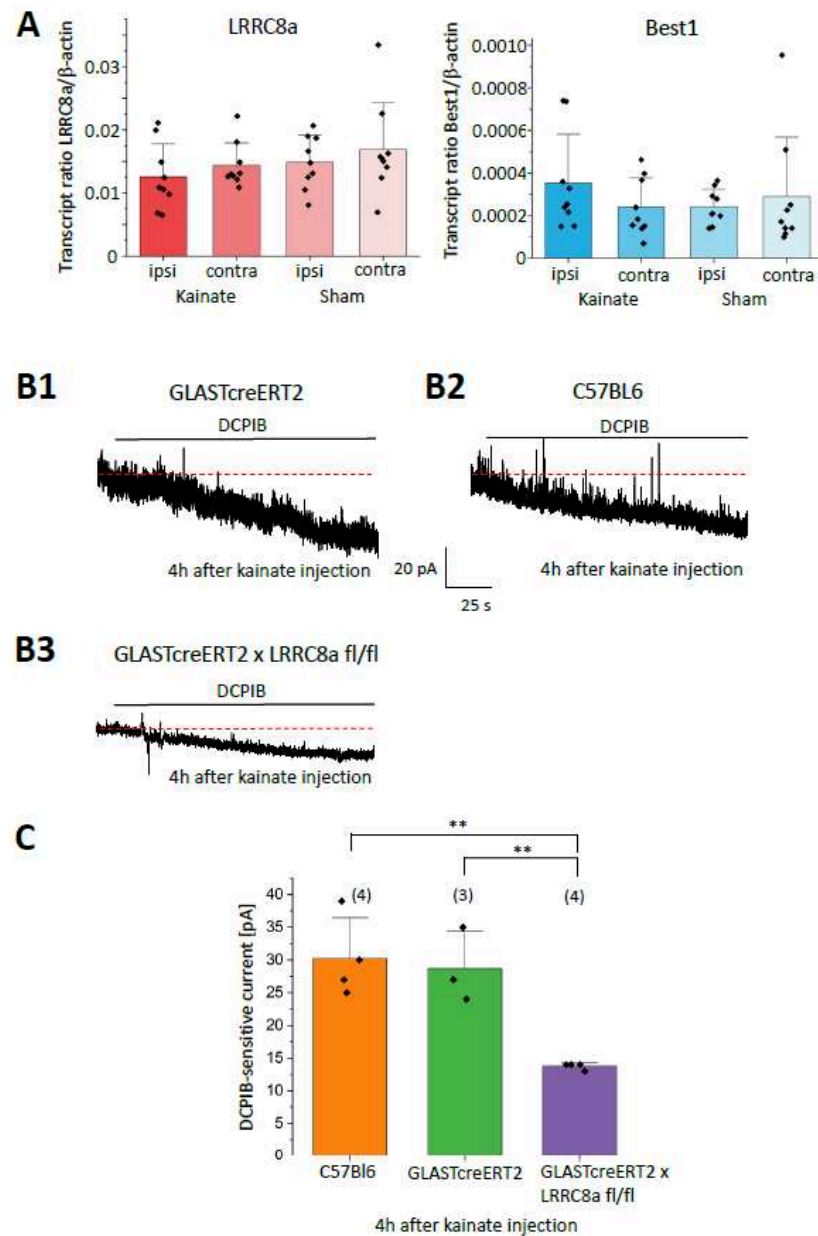 A
LRRC8a
Transcript ratio LRRC8a/β-actin
0.03
0.02
0.01
0
ipsi contra ipsi contra
Kainate Sham
Best1
Transcript ratio Best1/β-actin
0.0010
0.0008
0.0006
0.0004
0.0002
0
ipsi contra ipsi contra
Kainate Sham
B1
GLASTcreERT2
DCPIB
4h after kainate injection
B2
C57BL6
DCPIB
4h after kainate injection
20 pA
25 s
B3
GLASTcreERT2 x LRRC8a fl/fl
DCPIB
4h after kainate injection
C
**
**
(4) (3) (4)
DCPIB-sensitive current [pA]
40
35
30
25
20
15
10
5
0
C57Bl6 GLASTcreERT2 GLASTcreERT2 x
LRRC8a fl/fl
4h after kainate injection